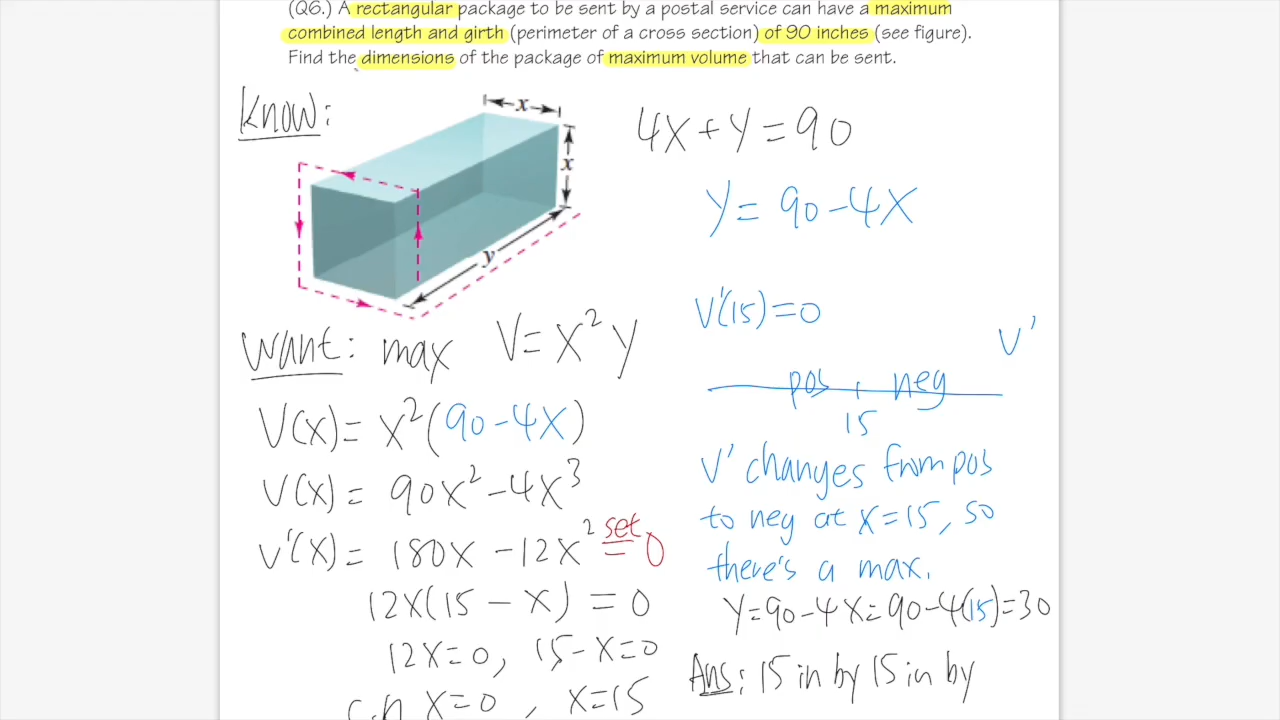 (Q6.) A rectangular package to be sent by a postal service can have a maximum
combined length and girth (perimeter of a cross section) of 90 inches (see figure).
Find the dimensions of the package of maximum volume that can be sent.
Know:
x
x
y
4x + y = 90
y = 90 - 4x
Want: max V = x² y
V(x) = x²(90 - 4x)
V(x) = 90x² - 4x³
V'(x) = 180x - 12x² set = 0
12x(15 - x) = 0
12x = 0, 15 - x = 0
C.N x = 0, x = 15
V'(15) = 0
V'
pos neg
15
V' changes from pos
to neg at x = 15, so
there's a max.
y = 90 - 4x = 90 - 4(15) = 30
Ans: 15 in by 15 in by